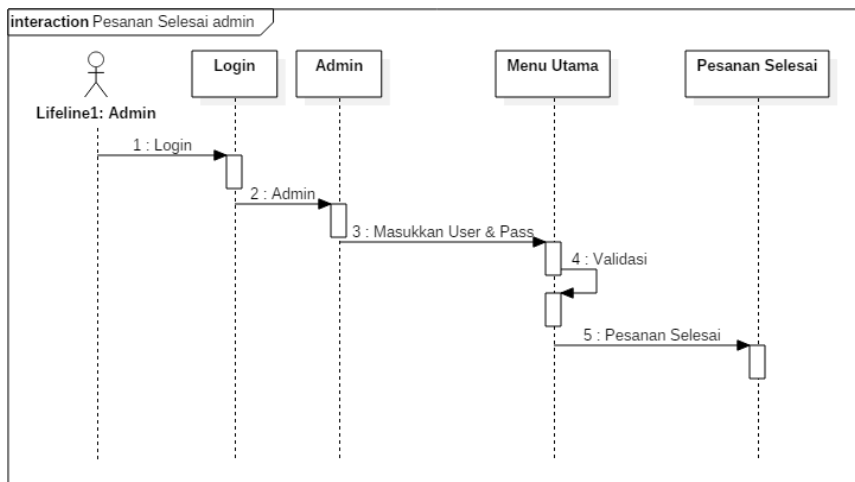 interaction Pesanan Selesai admin
Login
Admin
Menu Utama
Pesanan Selesai
Lifeline1: Admin
1 : Login
2 : Admin
3 : Masukkan User & Pass
4 : Validasi
5 : Pesanan Selesai